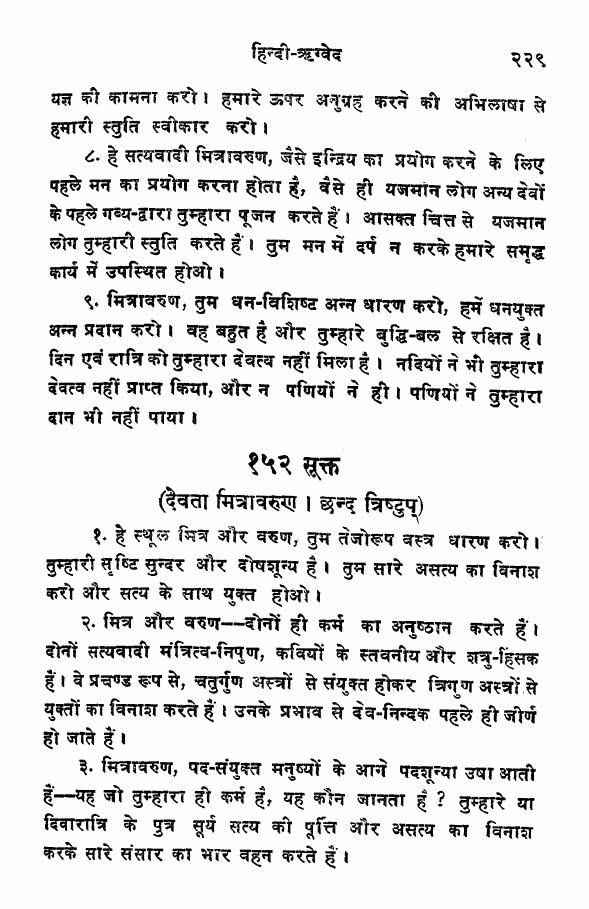 हिन्दी-ऋग्वेद २२९
यज्ञ की कामना करो। हमारे ऊपर अनुग्रह करने की अभिलाषा से
हमारी स्तुति स्वीकार करो।
८. हे सत्यवादी मित्रावरुण, जैसे इन्द्रिय का प्रयोग करने के लिए
पहले मन का प्रयोग करना होता है, वैसे ही यजमान लोग अन्य देवों
के पहले गव्य-द्वारा तुम्हारा पूजन करते हैं। आसक्त चित्त से यजमान
लोग तुम्हारी स्तुति करते हैं। तुम मन में दर्प न करके हमारे समृद्ध
कार्य में उपस्थित होओ।
९. मित्रावरुण, तुम धन-विशिष्ट अन्न धारण करो, हमें धनयुक्त
अन्न प्रदान करो। वह बहुत है और तुम्हारे बुद्धि-बल से रक्षित है।
दिन एवं रात्रि को तुम्हारा देवत्व नहीं मिला है। नदियों ने भी तुम्हारा
देवत्व नहीं प्राप्त किया, और न पणियों ने ही। पणियों ने तुम्हारा
दान भी नहीं पाया।
१५२ सूक्त
(देवता मित्रावरुण। छन्द त्रिष्टुप्)
१. हे स्थूल मित्र और वरुण, तुम तेजोरूप वस्त्र धारण करो।
तुम्हारी सृष्टि सुन्दर और दोषशून्य है। तुम सारे असत्य का विनाश
करो और सत्य के साथ युक्त होओ।
२. मित्र और वरुण--दोनों ही कर्म का अनुष्ठान करते हैं।
दोनों सत्यवादी मंत्रित्व-निपुण, कवियों के स्तवनीय और शत्रु-हिंसक
हैं। वे प्रचण्ड रूप से, चतुर्गुण अस्त्रों से संयुक्त होकर त्रिगुण अस्त्रों से
युक्तों का विनाश करते हैं। उनके प्रभाव से देव-निन्दक पहले ही जीर्ण
हो जाते हैं।
३. मित्रावरुण, पद-संयुक्त मनुष्यों के आगे पदशून्या उषा आती
हैं--यह जो तुम्हारा ही कर्म है, यह कौन जानता है? तुम्हारे या
दिवारात्रि के पुत्र सूर्य सत्य की पूर्त्ति और असत्य का विनाश
करके सारे संसार का भार वहन करते हैं।